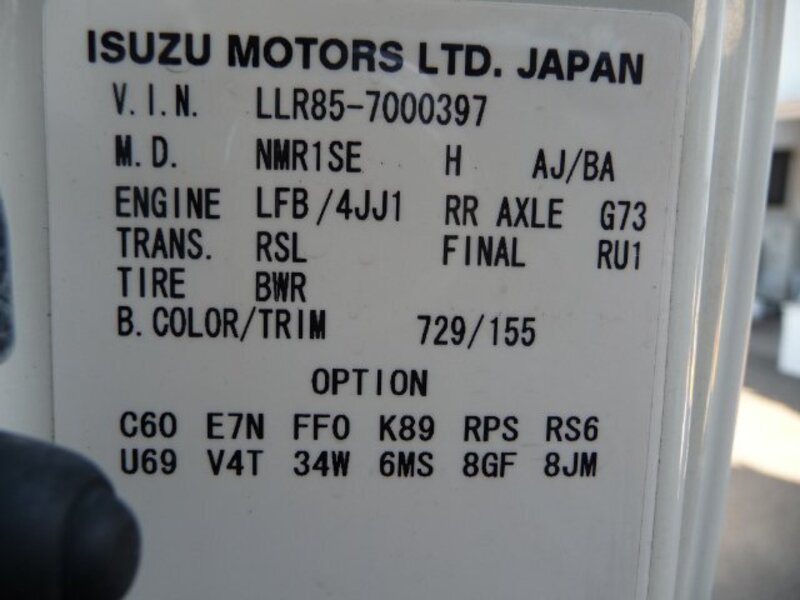 ISUZU MOTORS LTD. JAPAN
V.I.N. LLR85-7000397
M.D. NMR1SE H AJ/BA
ENGINE LFB/4JJ1 RR AXLE G73
TRANS. RSL FINAL RU1
TIRE BWR
B.COLOR/TRIM 729/155
OPTION
C60 E7N FF0 K89 RPS RS6
U69 V4T 34W 6MS 8GF 8JM